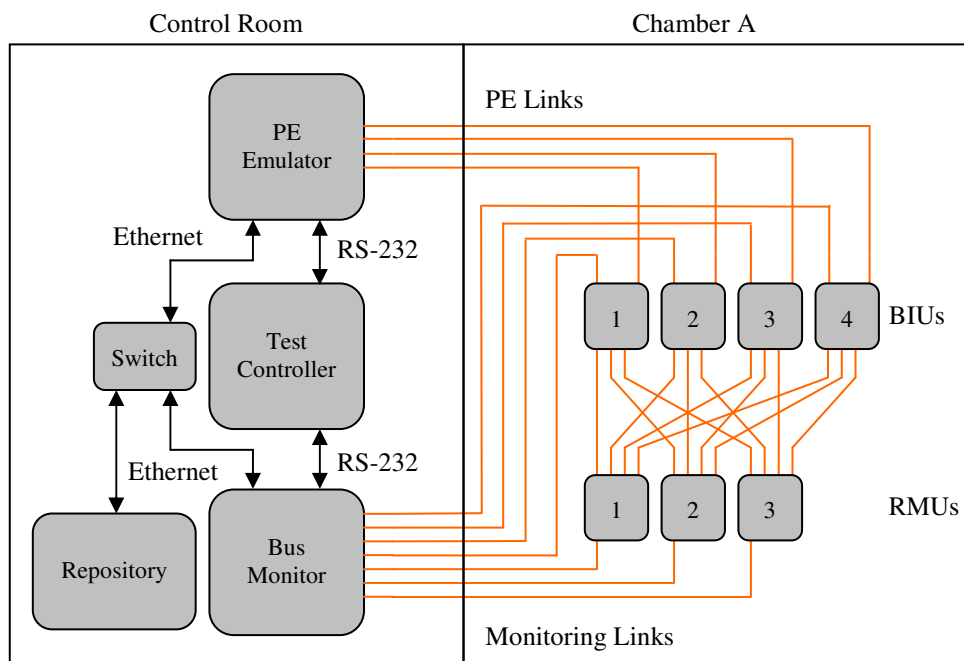 Control Room
Chamber A
PE Links
PE
Emulator
Ethernet
RS-232
Switch
Test
Controller
1
2
3
4
BIUs
Ethernet
RS-232
Repository
Bus
Monitor
1
2
3
RMUs
Monitoring Links